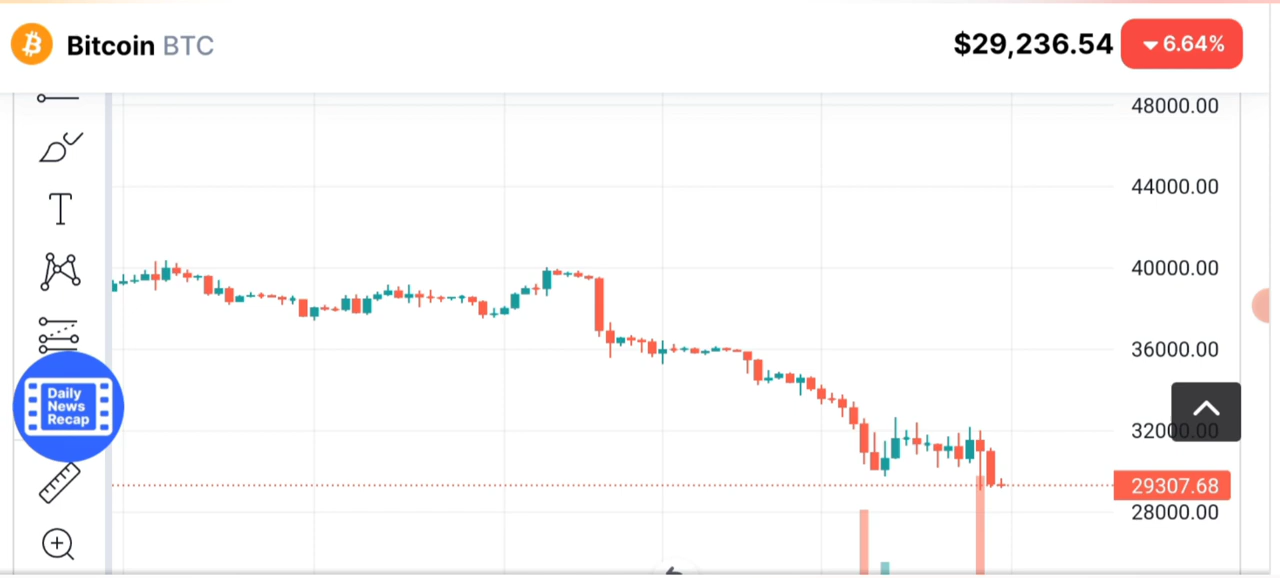 Bitcoin BTC
$29,236.54
6.64%
48000.00
44000.00
40000.00
36000.00
32000.00
29307.68
28000.00
T
Daily
News
Recap